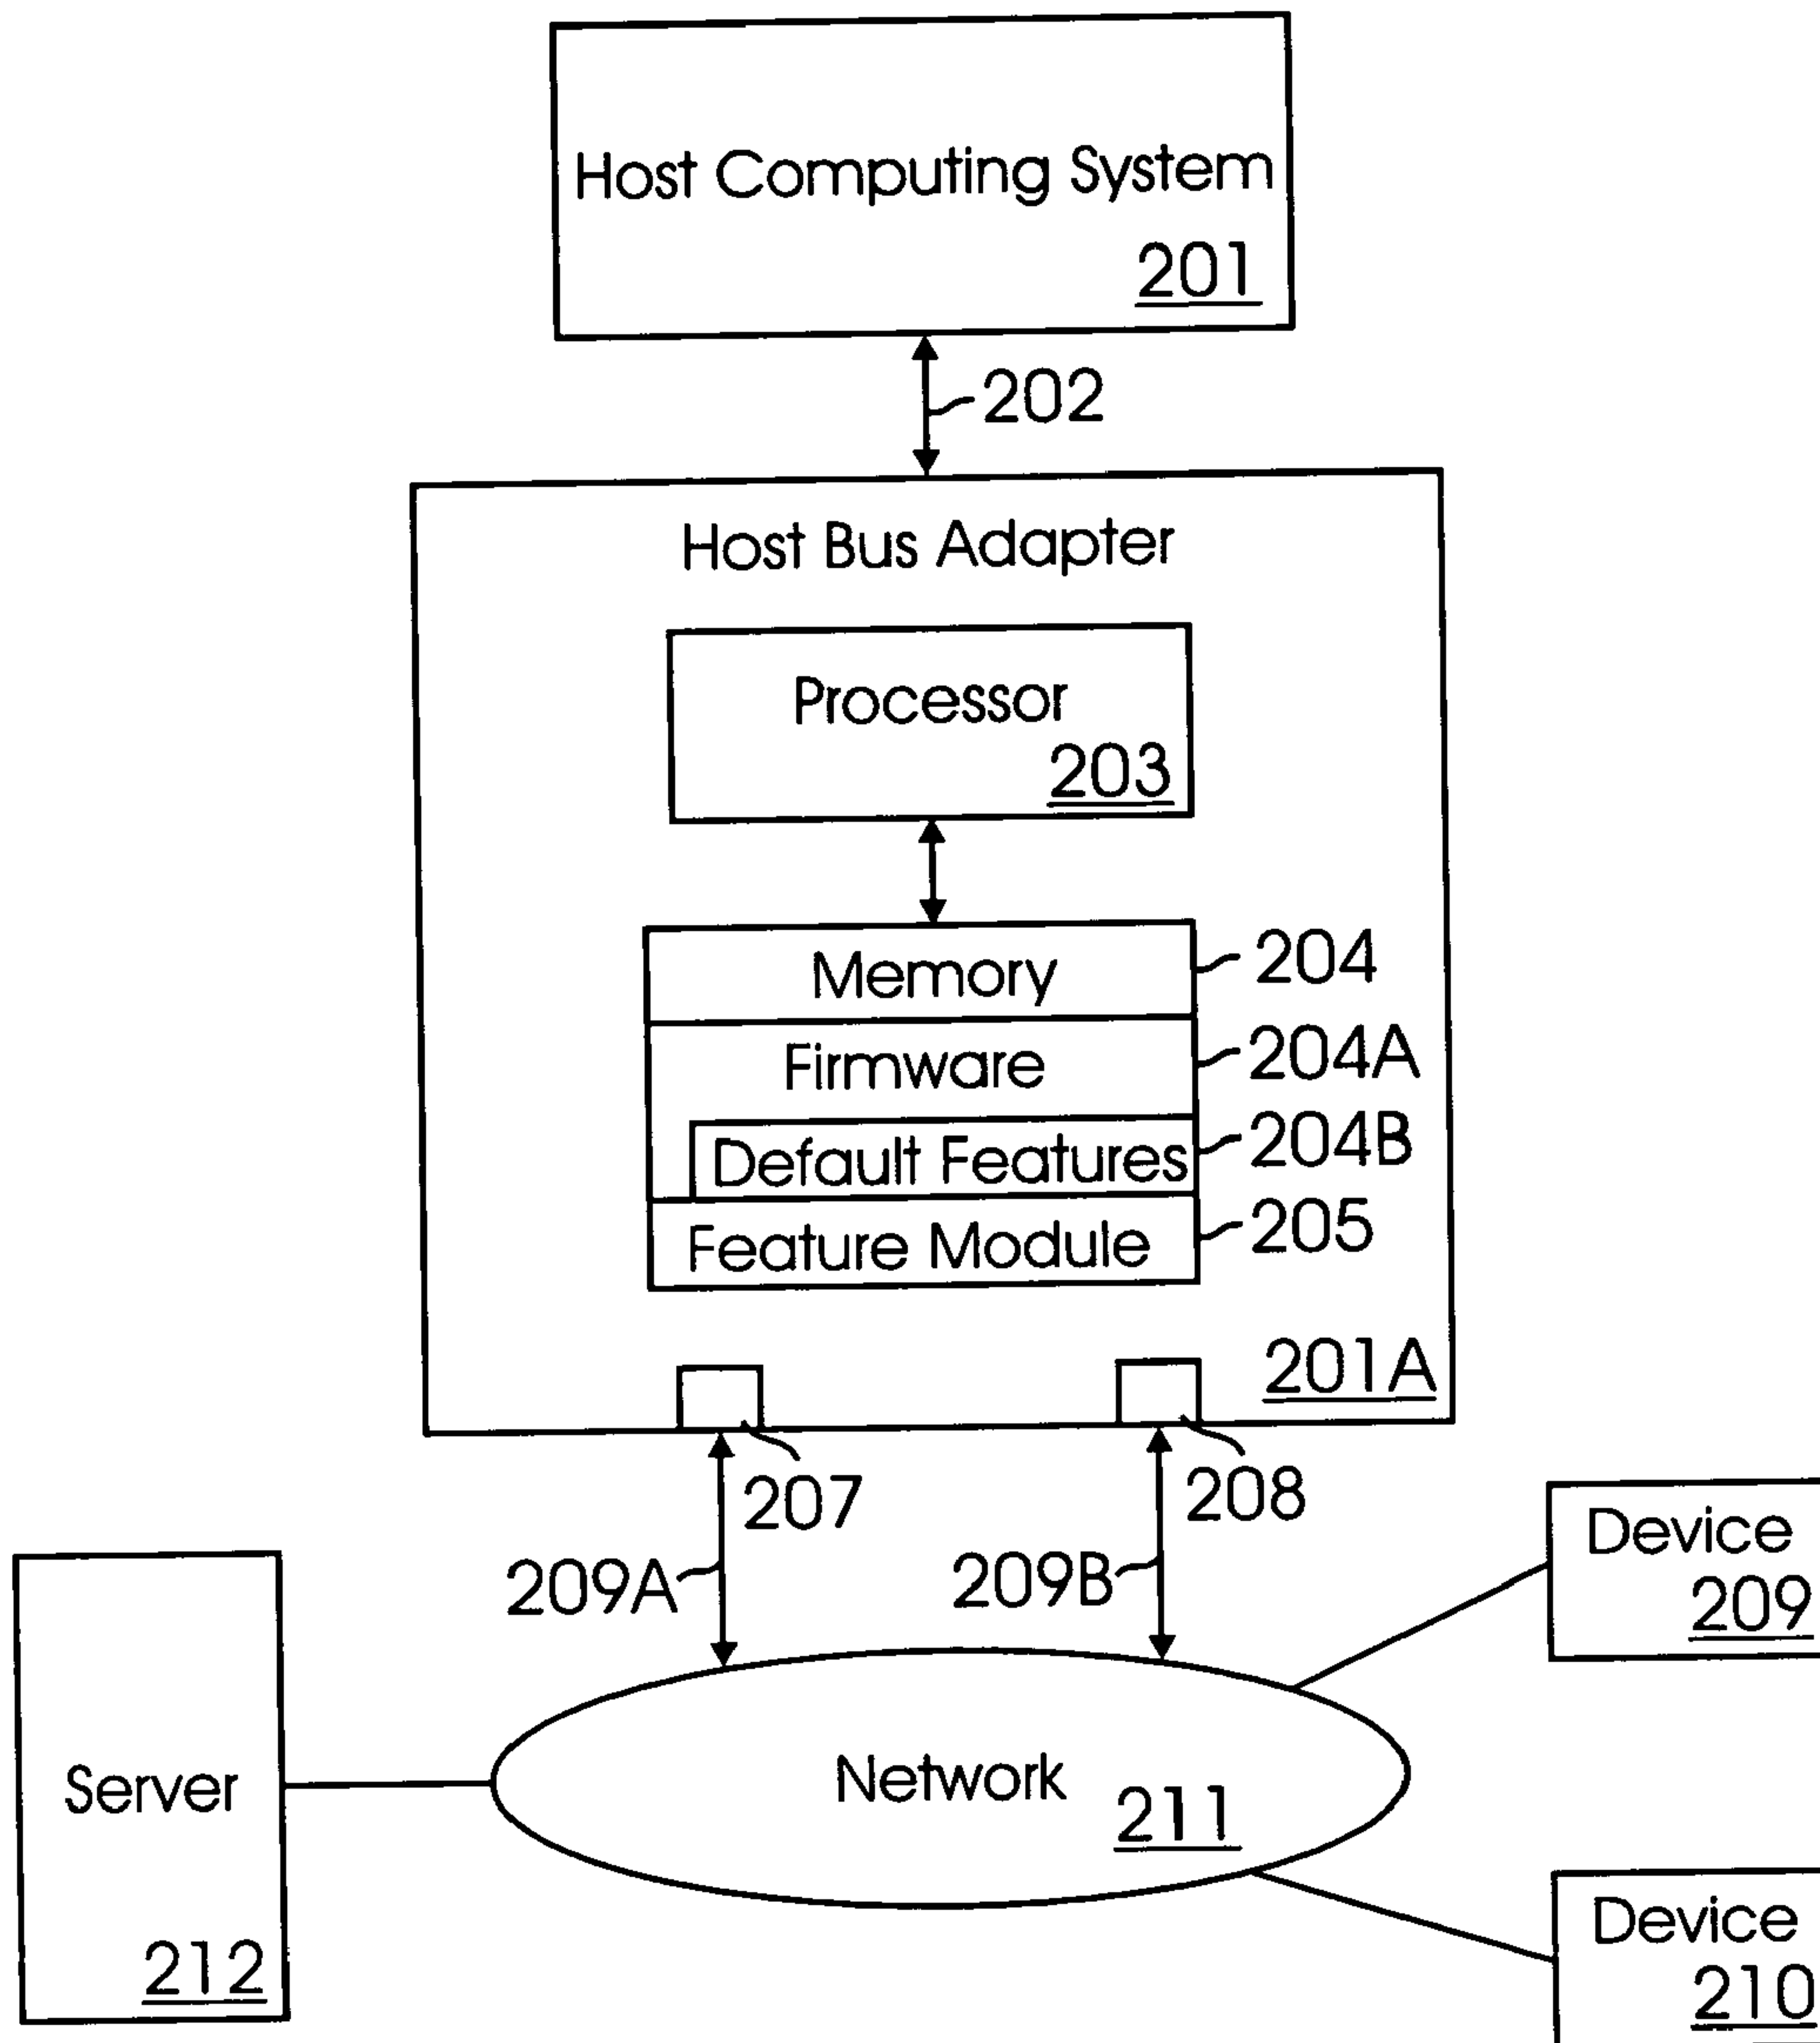 Host Computing System
201
202
Host Bus Adapter
Processor
203
Memory
204
Firmware
204A
Default Features
204B
Feature Module
205
201A
207
208
209A
209B
Device
209
Server
212
Network
211
Device
210